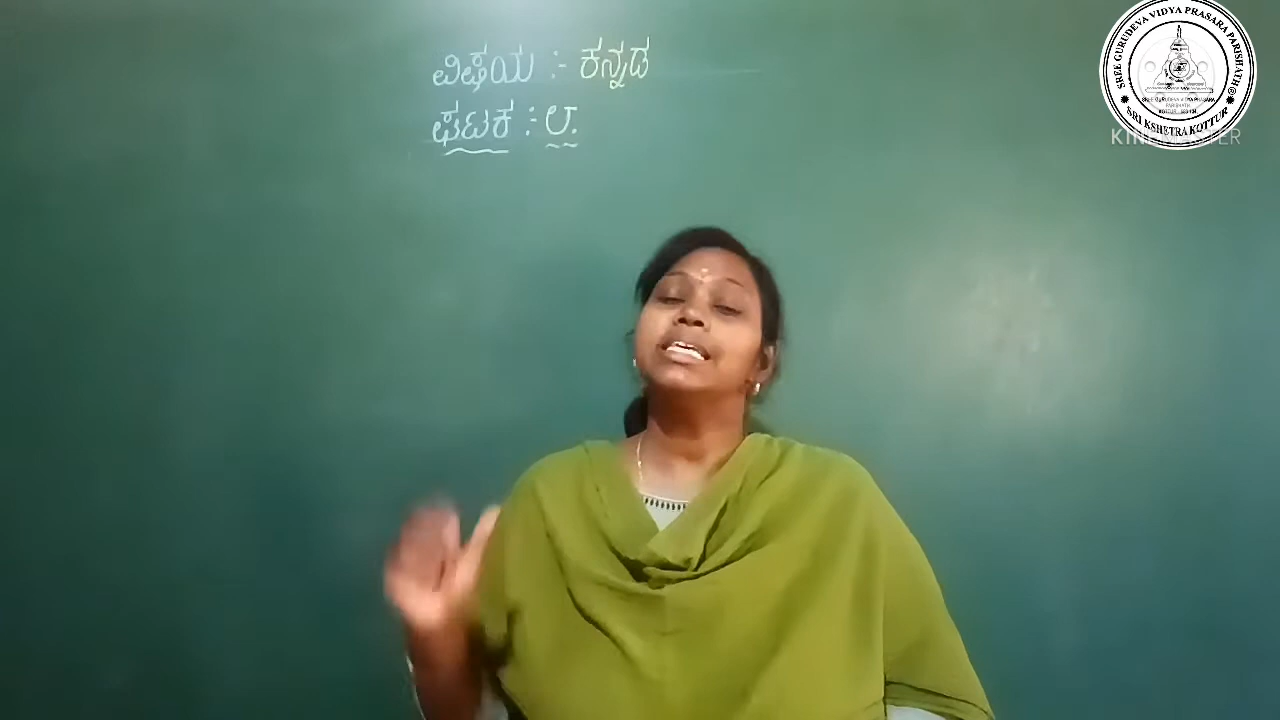 ವಿಷಯ :- ಕನ್ನಡ
ಘಟಕ :- ೮.
SREE GURUDEVA VIDYA PRASARA PARISHATH®
SRI KSHETRA KOTTUR